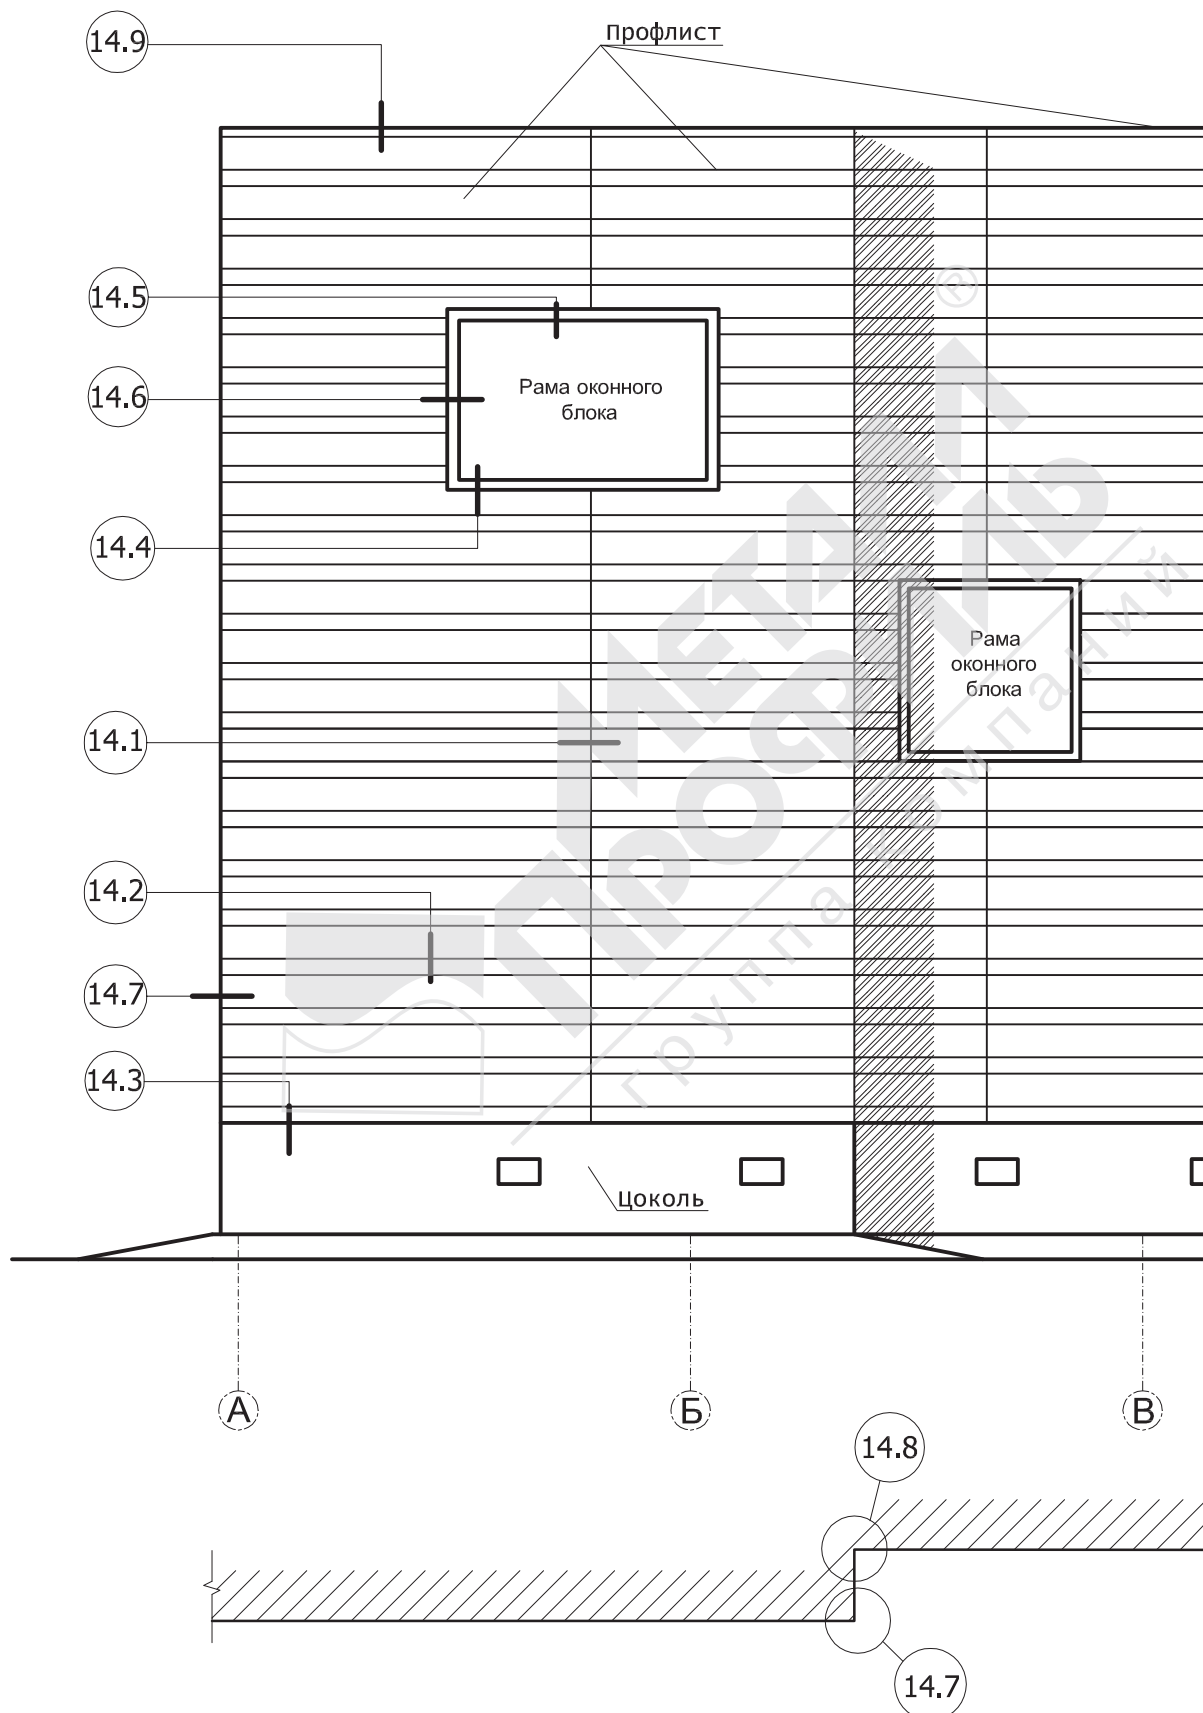 14.9
Профлист
14.5
14.6
Рама оконного
блока
14.4
Рама
оконного
блока
14.1
14.2
14.7
14.3
Цоколь
А
Б
В
14.8
14.7
МЕТАЛЛ
ПРОФИЛЬ
®
группа компаний